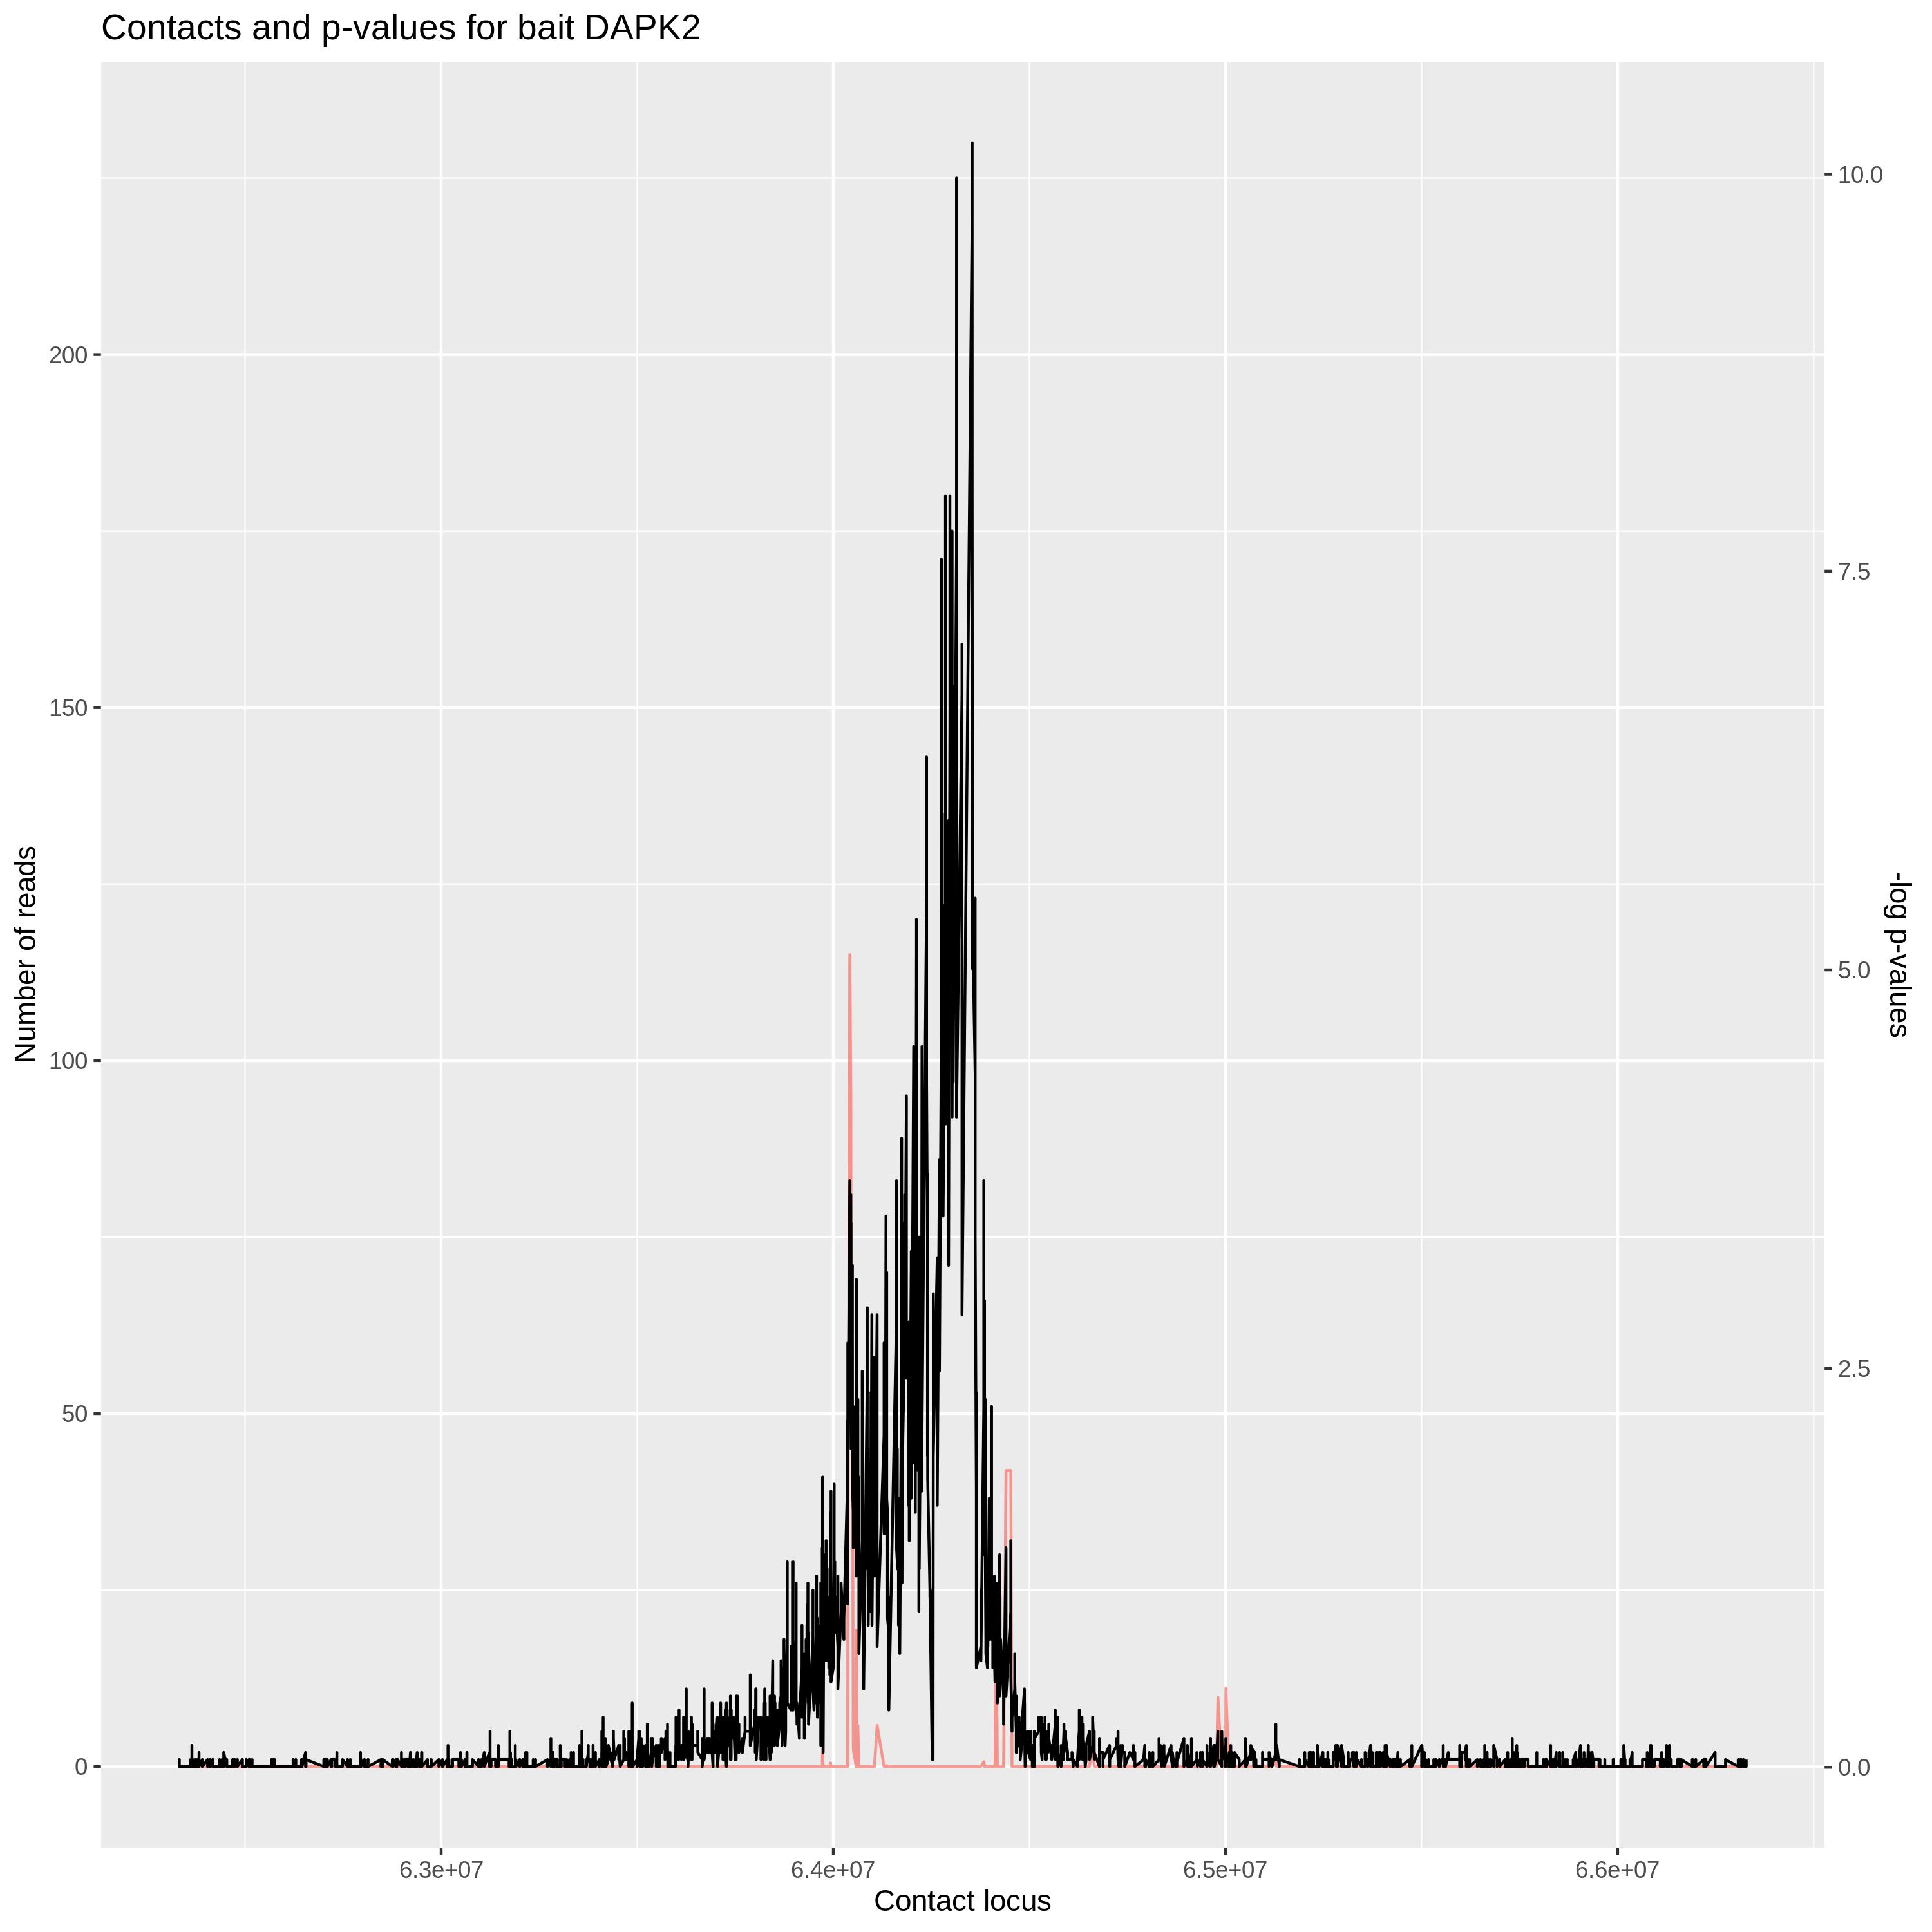 Contacts and p-values for bait DAPK2
Number of reads
200
150
100
50
0
10.0
7.5
5.0
2.5
0.0
-log p-values
6.3e+07
6.4e+07
6.5e+07
6.6e+07
Contact locus